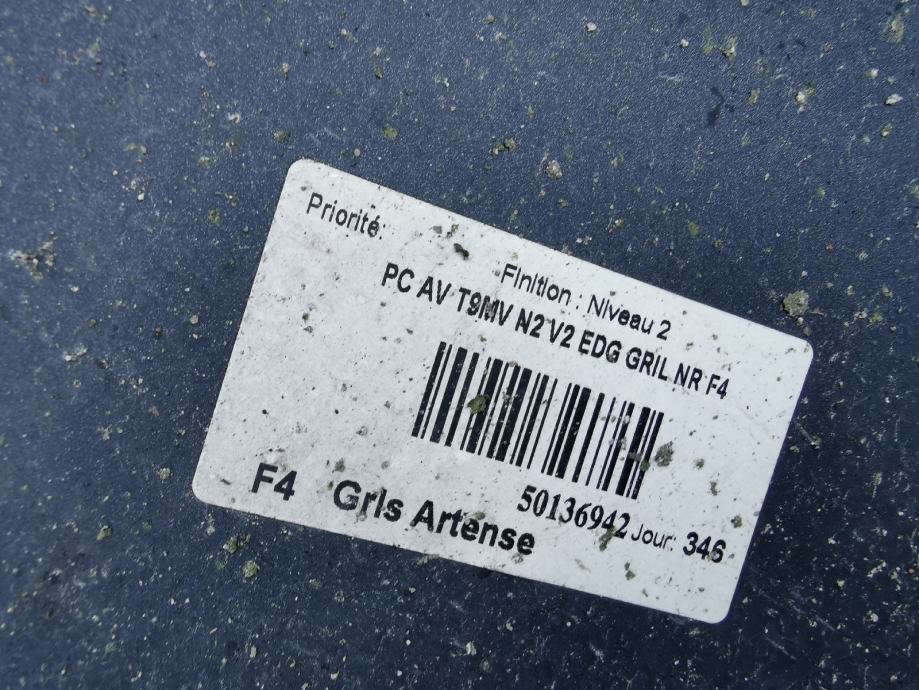 Priorité:
Finition : Niveau 2
PC AV T9MV N2 V2 EDG GRIL NR F4
50136942 Jour: 346
F4 Gris Artense